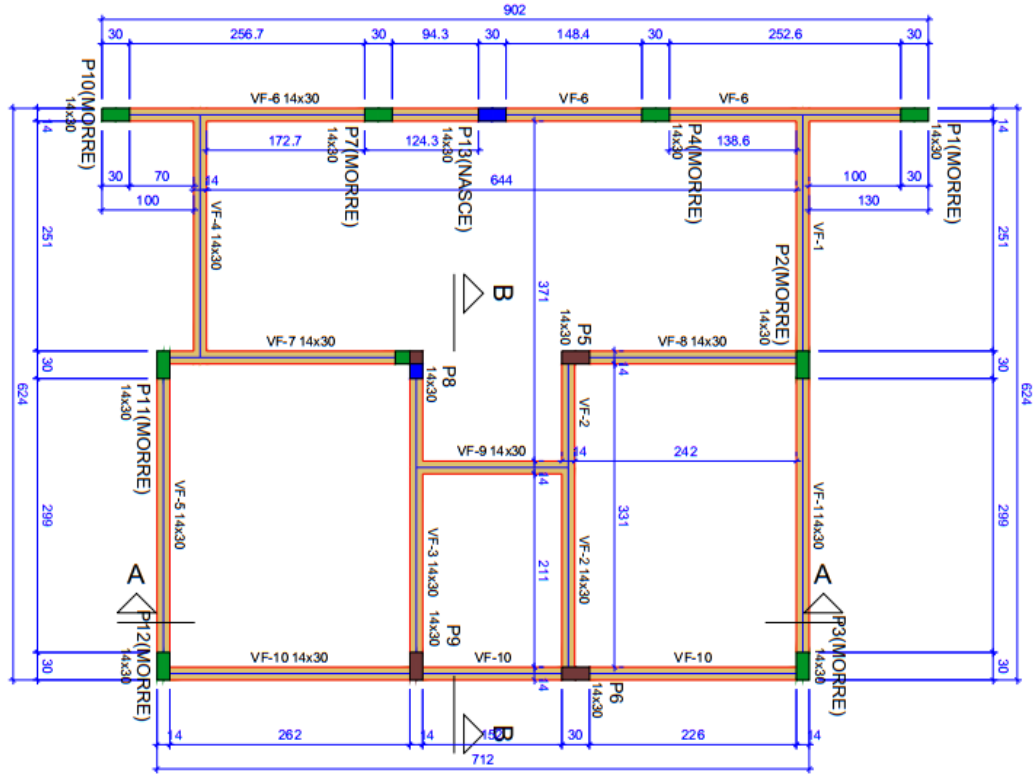 902
30
256.7
30
94.3
30
148.4
30
252.6
30
VF-6 14x30
VF-6
VF-6
P10(MORRE)
14x30
P7(MORRE)
14x30
P13(NASCE)
14x30
P4(MORRE)
14x30
P1(MORRE)
14x30
14
14
172.7
124.3
138.6
30
70
14
644
100
30
100
130
VF-4 14x30
VF-1
251
251
P2(MORRE)
14x30
B
371
P5
14x30
VF-7 14x30
VF-8 14x30
30
14
30
P8
14x30
624
624
P11(MORRE)
14x30
VF-2
VF-9 14x30
14
242
14
VF-5 14x30
VF-3 14x30
VF-2 14x30
VF-1 14x30
331
211
299
299
A
A
P12(MORRE)
14x30
P9
14x30
P3(MORRE)
14x30
VF-10 14x30
VF-10
VF-10
30
14
30
P6
14x30
B
14
262
14
152
30
226
14
712